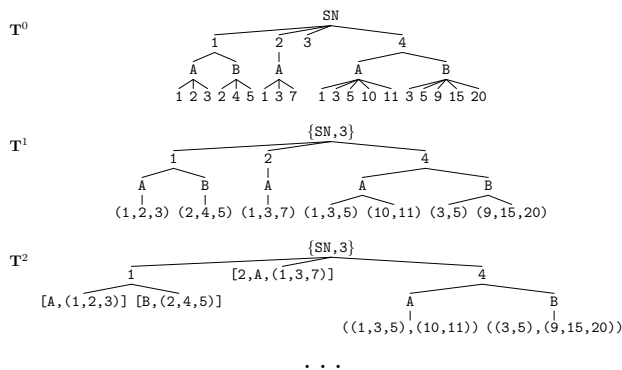 SN
T⁰
1 2 3 4
A B A A B
1 2 3 2 4 5 1 3 7 1 3 5 10 11 3 5 9 15 20
{SN,3}
T¹
1 2 4
A B A A B
(1,2,3) (2,4,5) (1,3,7) (1,3,5) (10,11) (3,5) (9,15,20)
{SN,3}
T²
1 [2,A,(1,3,7)] 4
[A,(1,2,3)] [B,(2,4,5)] A B
((1,3,5),(10,11)) ((3,5),(9,15,20))
. . .